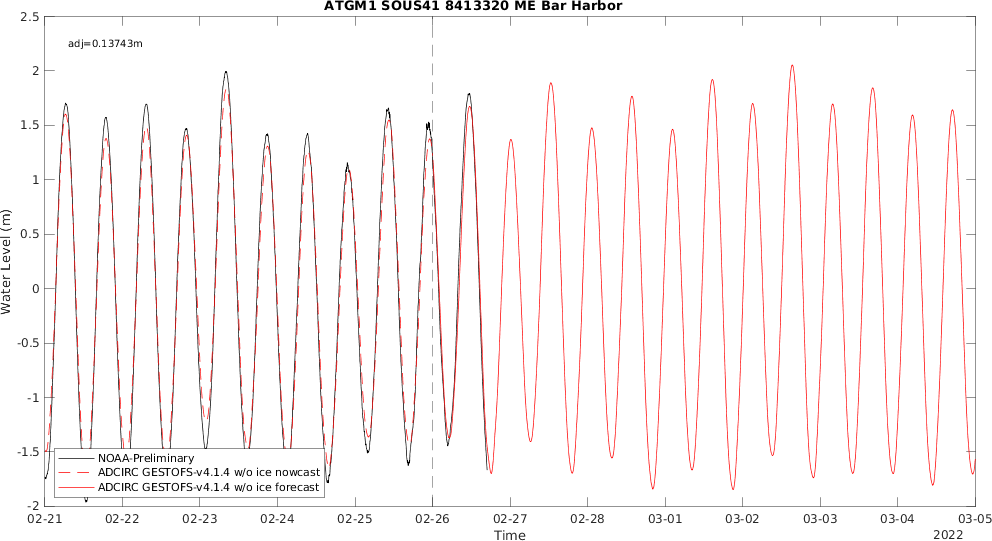 ATGM1 SOUS41 8413320 ME Bar Harbor
adj=0.13743m
2.5
2
1.5
1
0.5
0
-0.5
-1
-1.5
-2
Water Level (m)
NOAA-Preliminary
ADCIRC GESTOFS-v4.1.4 w/o ice nowcast
ADCIRC GESTOFS-v4.1.4 w/o ice forecast
02-21 02-22 02-23 02-24 02-25 02-26 02-27 02-28 03-01 03-02 03-03 03-04 03-05
Time
2022